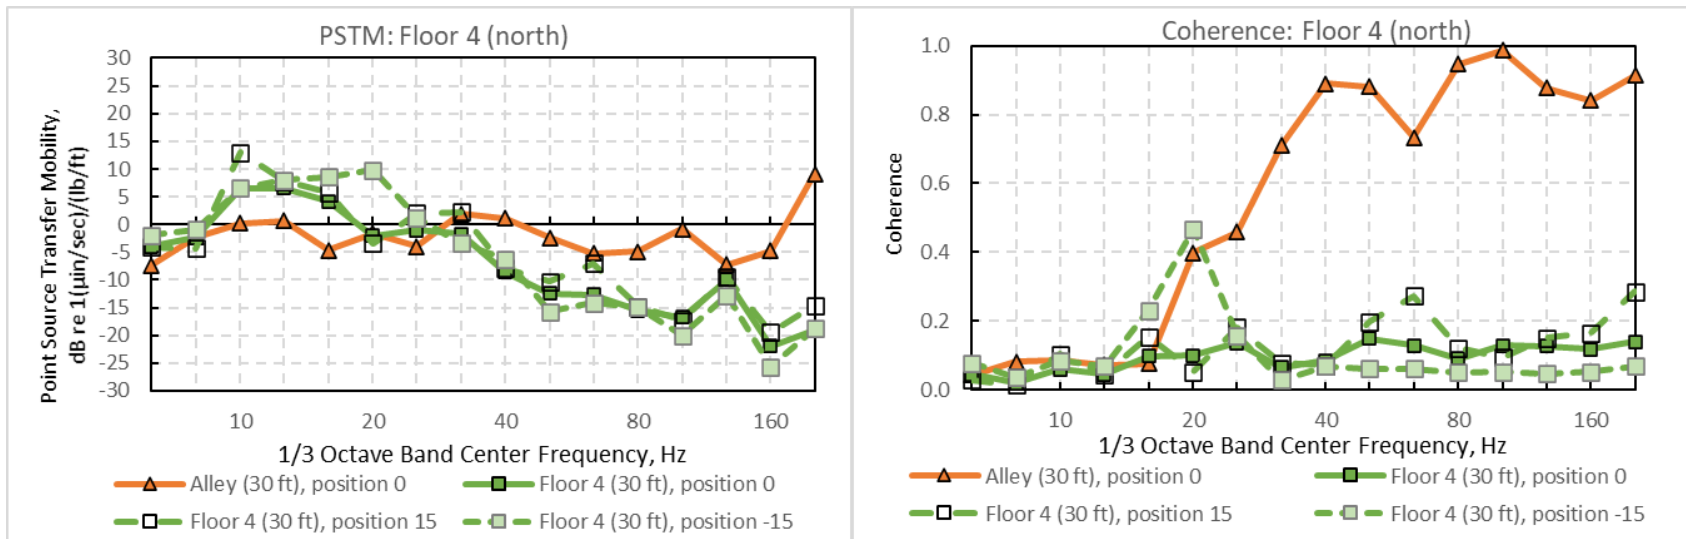 PSTM: Floor 4 (north)
Point Source Transfer Mobility,
dB re 1(μin/sec)/(lb/ft)
30
25
20
15
10
5
0
-5
-10
-15
-20
-25
-30
10 20 40 80 160
1/3 Octave Band Center Frequency, Hz
Alley (30 ft), position 0
Floor 4 (30 ft), position 0
Floor 4 (30 ft), position 15
Floor 4 (30 ft), position -15
Coherence: Floor 4 (north)
Coherence
1.0
0.8
0.6
0.4
0.2
0.0
10 20 40 80 160
1/3 Octave Band Center Frequency, Hz
Alley (30 ft), position 0
Floor 4 (30 ft), position 0
Floor 4 (30 ft), position 15
Floor 4 (30 ft), position -15